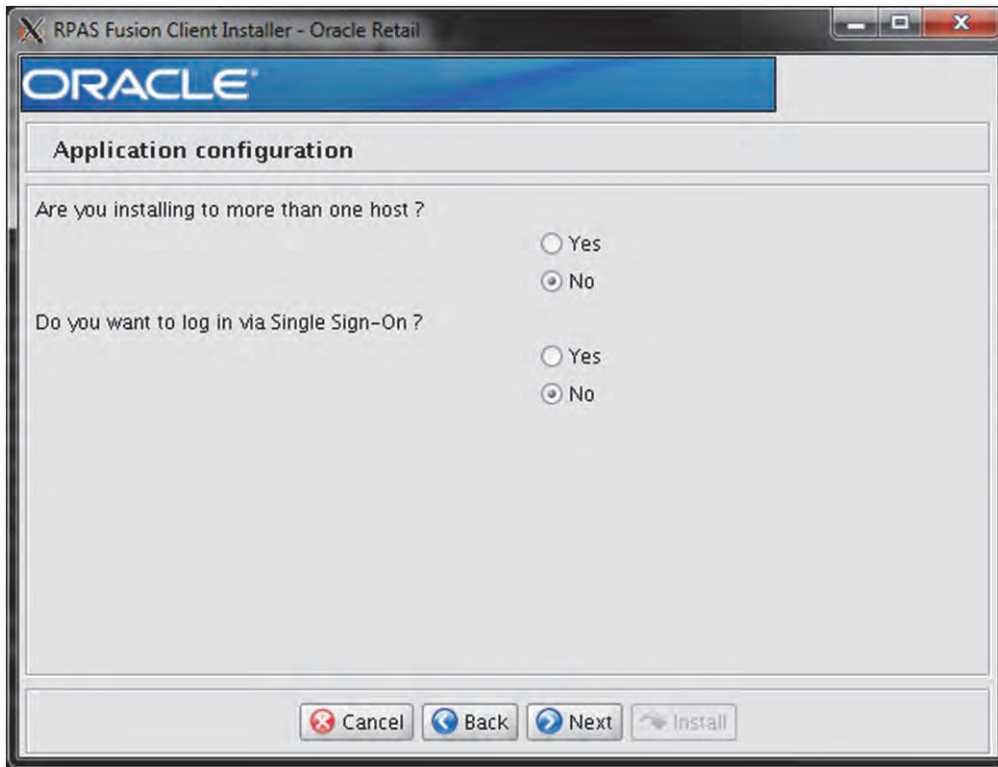 RPAS Fusion Client Installer - Oracle Retail
ORACLE®
Application configuration
Are you installing to more than one host ?
Yes
No
Do you want to log in via Single Sign-On ?
Yes
No
Cancel
Back
Next
Install